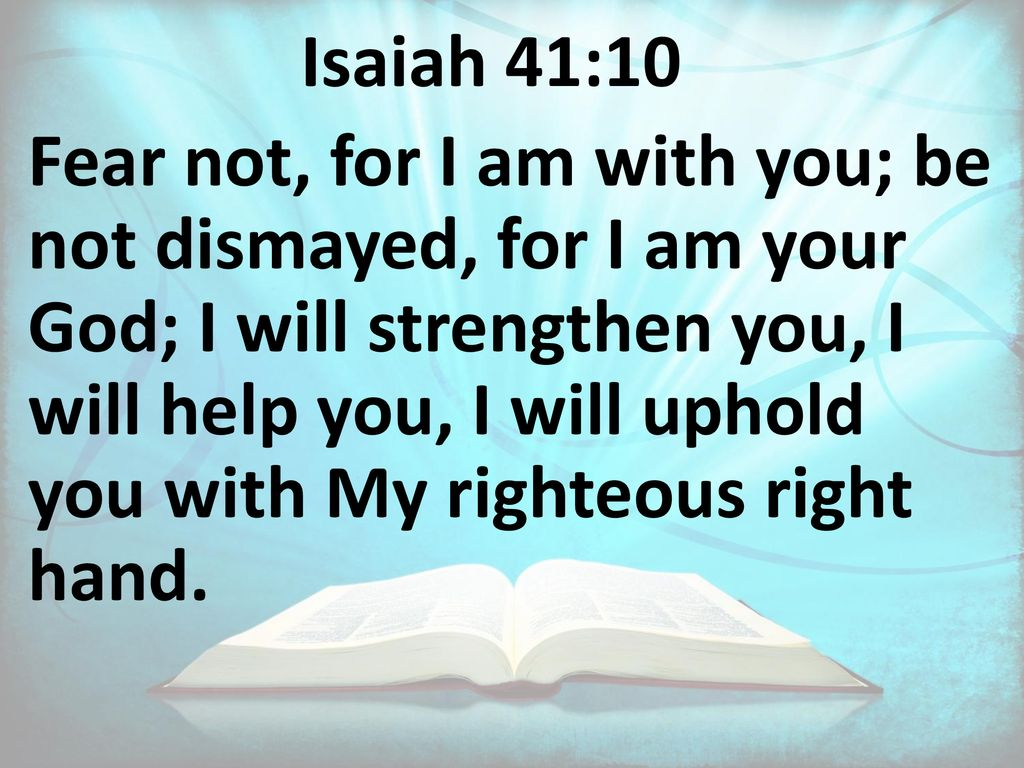 Isaiah 41:10
Fear not, for I am with you; be
not dismayed, for I am your
God; I will strengthen you, I
will help you, I will uphold
you with My righteous right
hand.